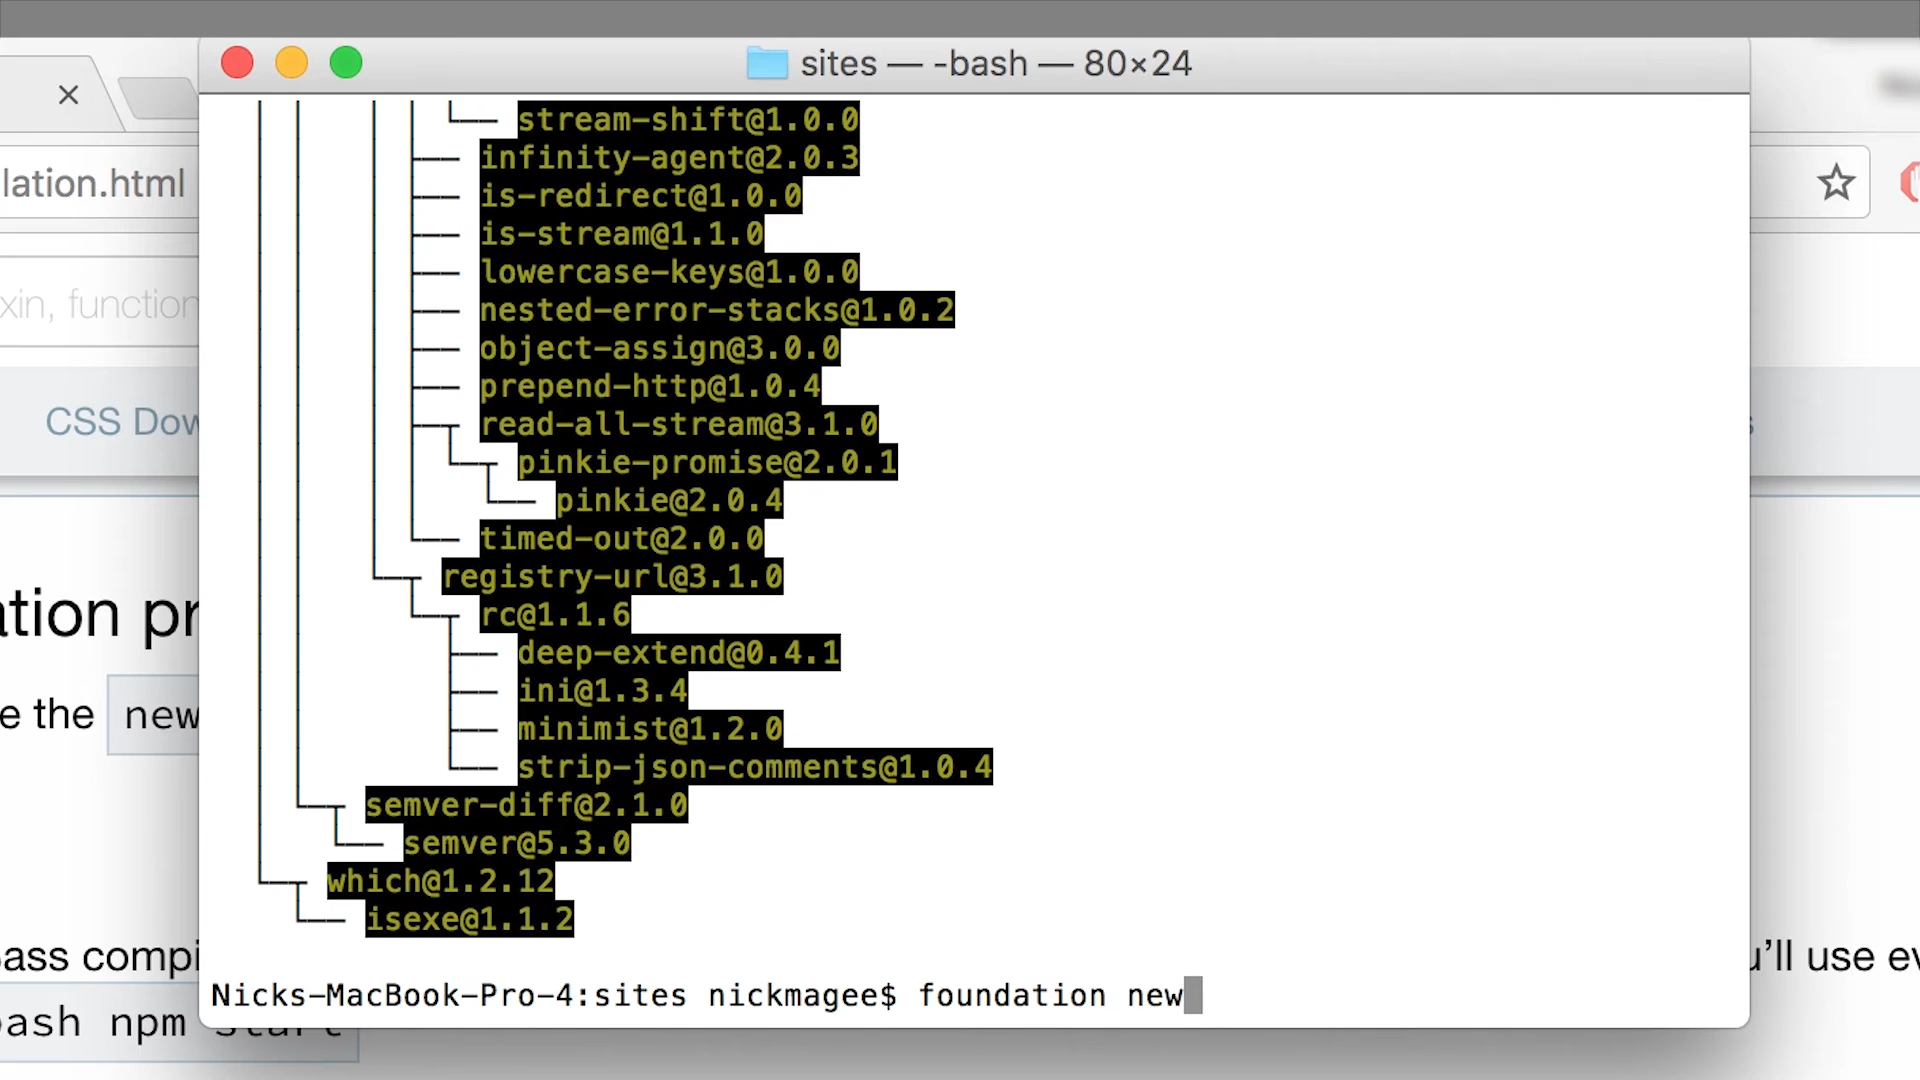 sites — -bash — 80×24
stream-shift@1.0.0
infinity-agent@2.0.3
lation.html
is-redirect@1.0.0
is-stream@1.1.0
lowercase-keys@1.0.0
xin, function
nested-error-stacks@1.0.2
object-assign@3.0.0
prepend-http@1.0.4
CSS Dow
read-all-stream@3.1.0
pinkie-promise@2.0.1
pinkie@2.0.4
timed-out@2.0.0
registry-url@3.1.0
ation pr
rc@1.1.6
deep-extend@0.4.1
ini@1.3.4
e the new
minimist@1.2.0
strip-json-comments@1.0.4
semver-diff@2.1.0
semver@5.3.0
which@1.2.12
isexe@1.1.2
ass compi
u'll use ev
Nicks-MacBook-Pro-4:sites nickmagee$ foundation new
ash npm start